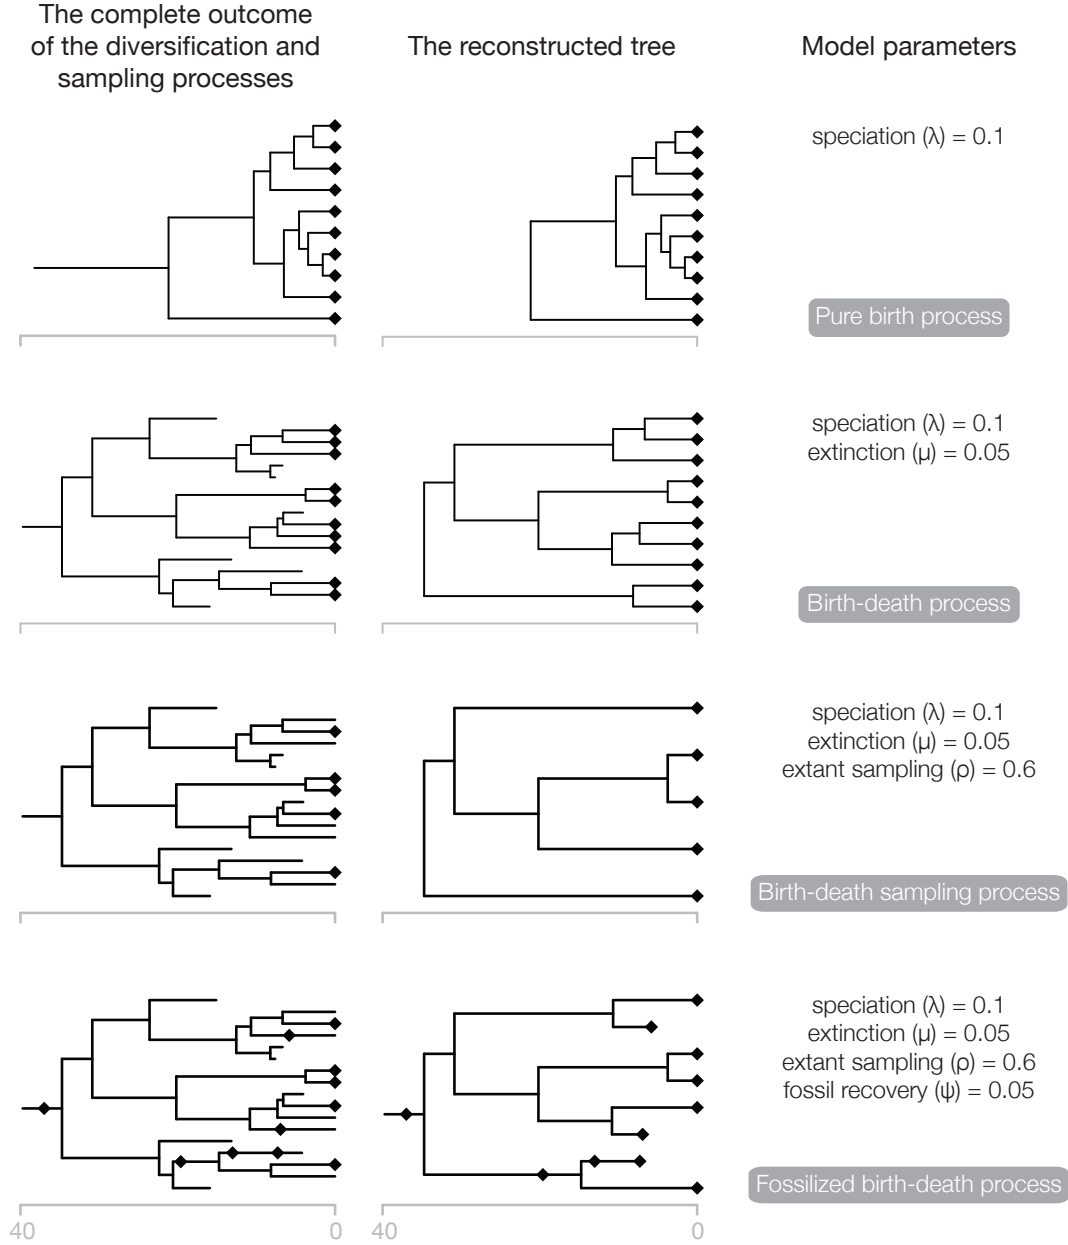 The complete outcome
of the diversification and
sampling processes
The reconstructed tree
Model parameters
speciation (λ) = 0.1
Pure birth process
speciation (λ) = 0.1
extinction (μ) = 0.05
Birth-death process
speciation (λ) = 0.1
extinction (μ) = 0.05
extant sampling (ρ) = 0.6
Birth-death sampling process
speciation (λ) = 0.1
extinction (μ) = 0.05
extant sampling (ρ) = 0.6
fossil recovery (ψ) = 0.05
Fossilized birth-death process
40 0 40 0